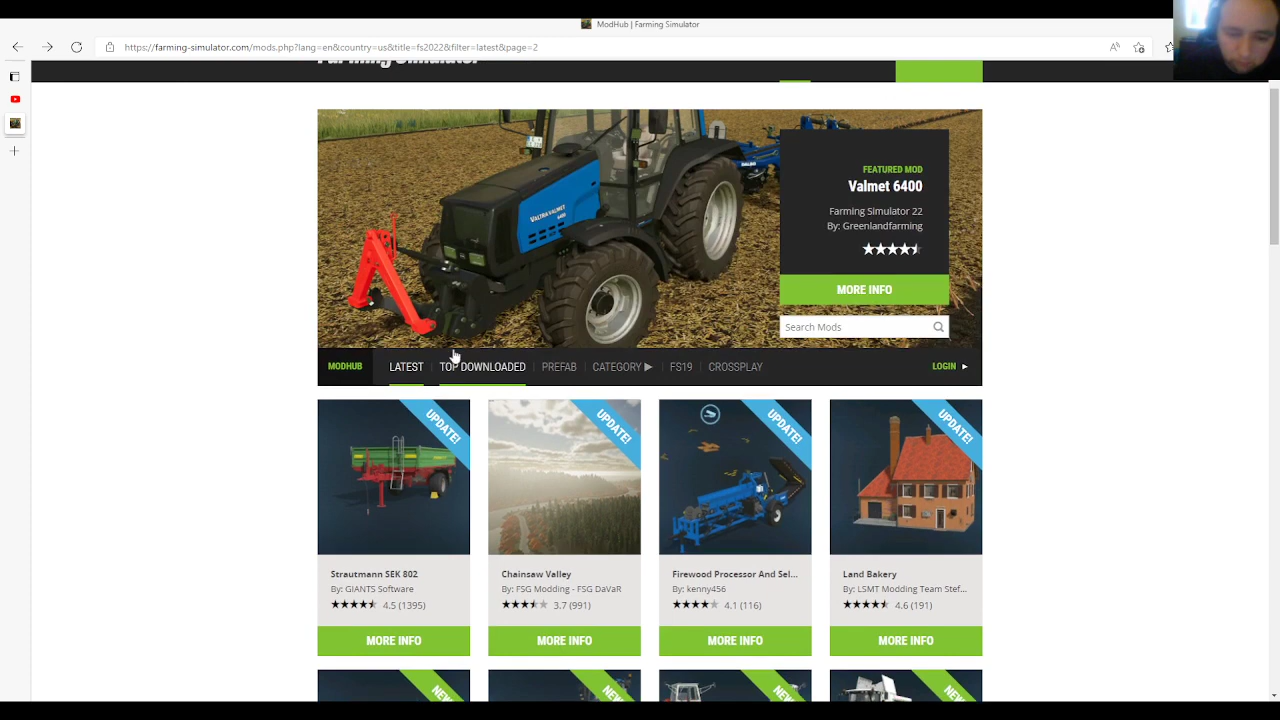 ModHub | Farming Simulator
https://farming-simulator.com/mods.php?lang=en&country=us&title=fs2022&filter=latest&page=2
Farming Simulator
FEATURED MOD
Valmet 6400
Farming Simulator 22
By: Greenlandfarming
MORE INFO
Search Mods
VALTRA VALMET
6400
MODHUB LATEST TOP DOWNLOADED PREFAB CATEGORY ▶ FS19 CROSSPLAY LOGIN ▶
UPDATE! UPDATE! UPDATE! UPDATE!
Strautmann SEK 802 Chainsaw Valley Firewood Processor And Sel... Land Bakery
By: GIANTS Software By: FSG Modding - FSG DaVaR By: kenny456 By: LSMT Modding Team Stef...
4.5 (1395) 3.7 (991) 4.1 (116) 4.6 (191)
MORE INFO MORE INFO MORE INFO MORE INFO
NEW NEW NEW NEW